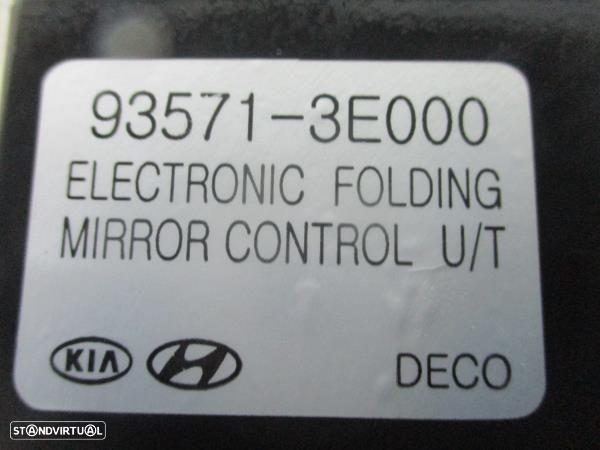 93571-3E000
ELECTRONIC FOLDING
MIRROR CONTROL U/T
KIA
DECO
STANDVIRTUAL